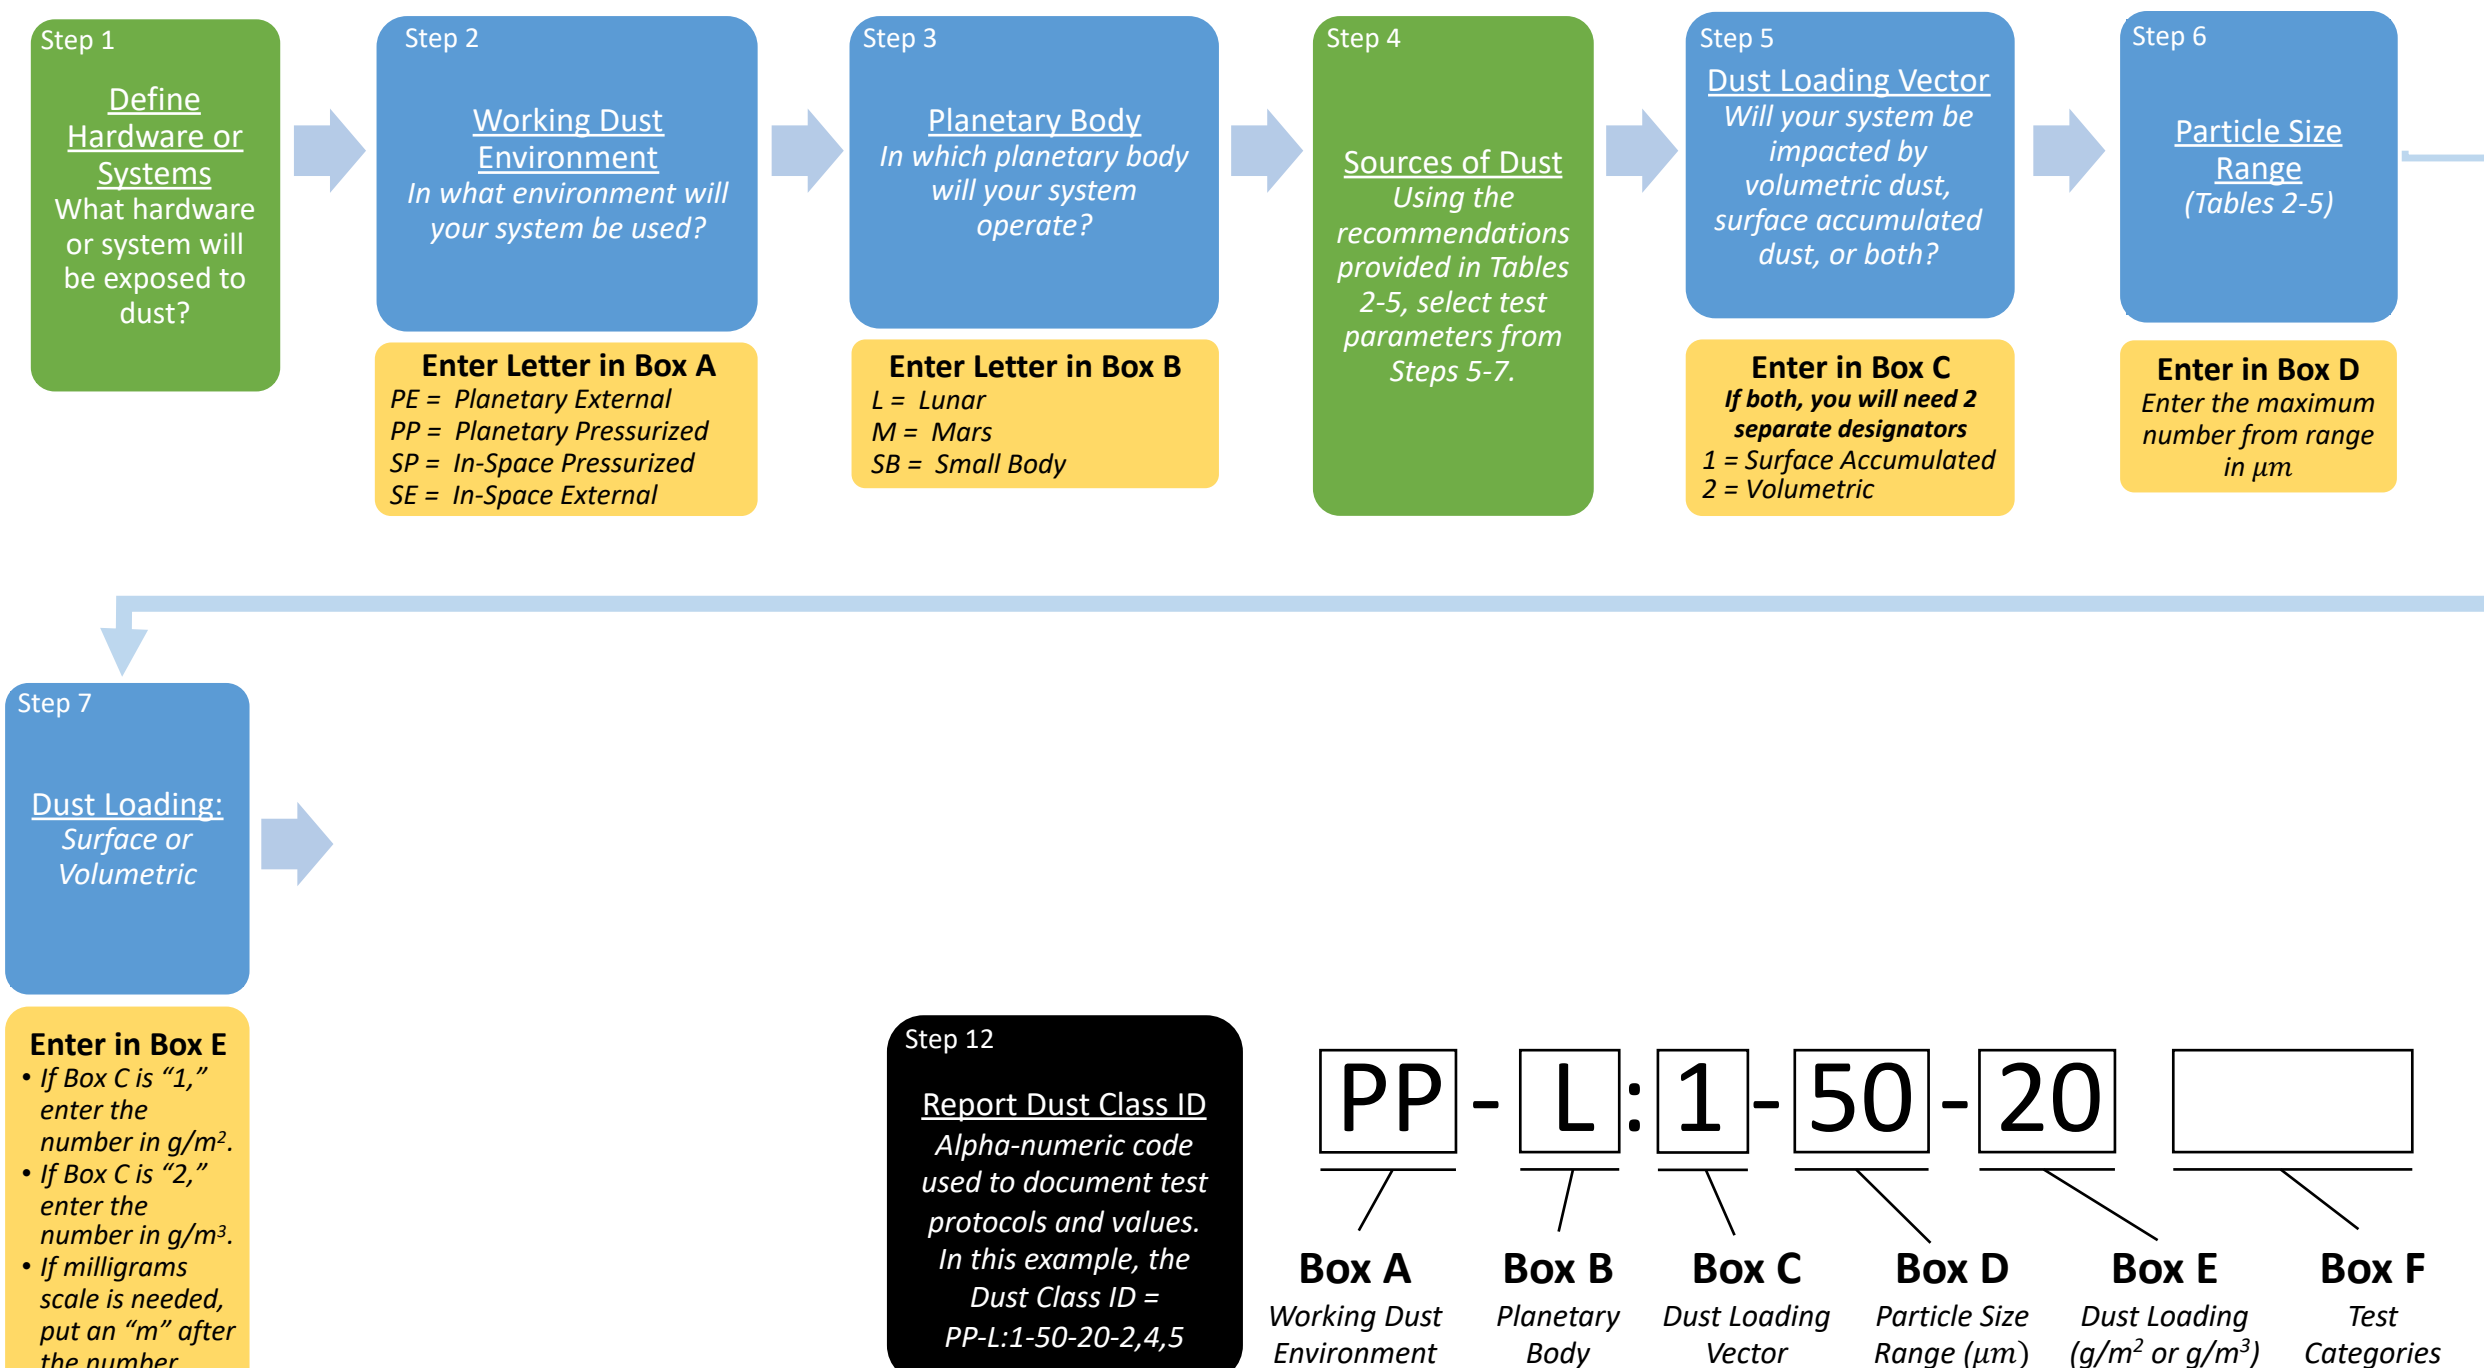 Step 1
Define
Hardware or
Systems
What hardware
or system will
be exposed to
dust?
Step 2
Working Dust
Environment
In what environment will
your system be used?
Enter Letter in Box A
PE = Planetary External
PP = Planetary Pressurized
SP = In-Space Pressurized
SE = In-Space External
Step 3
Planetary Body
In which planetary body
will your system
operate?
Enter Letter in Box B
L = Lunar
M = Mars
SB = Small Body
Step 4
Sources of Dust
Using the
recommendations
provided in Tables
2-5, select test
parameters from
Steps 5-7.
Step 5
Dust Loading Vector
Will your system be
impacted by
volumetric dust,
surface accumulated
dust, or both?
Enter in Box C
If both, you will need 2
separate designators
1 = Surface Accumulated
2 = Volumetric
Step 6
Particle Size
Range
(Tables 2-5)
Enter in Box D
Enter the maximum
number from range
in μm
Step 7
Dust Loading:
Surface or
Volumetric
Enter in Box E
• If Box C is “1,”
enter the
number in g/m².
• If Box C is “2,”
enter the
number in g/m³.
• If milligrams
scale is needed,
put an “m” after
the number
Step 12
Report Dust Class ID
Alpha-numeric code
used to document test
protocols and values.
In this example, the
Dust Class ID =
PP-L:1-50-20-2,4,5
PP - L : 1 - 50 - 20
Box A
Working Dust
Environment
Box B
Planetary
Body
Box C
Dust Loading
Vector
Box D
Particle Size
Range (μm)
Box E
Dust Loading
(g/m² or g/m³)
Box F
Test
Categories